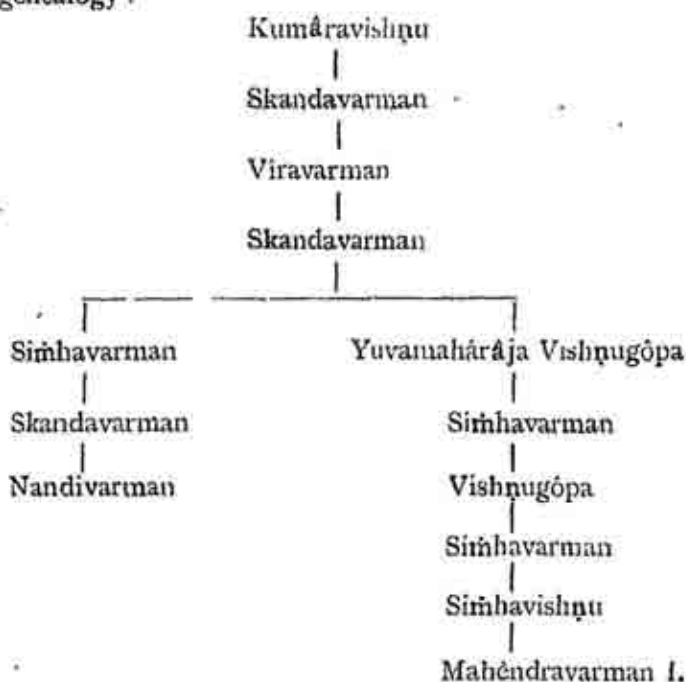 genealogy :
Kumâravishṇu
Skandavarman
Viravarman
Skandavarman
Siṁhavarman Yuvamahârâja Vishṇugôpa
Skandavarman Siṁhavarman
Nandivarman Vishṇugôpa
Siṁhavarman
Siṁhavishṇu
Mahêndravarman I.